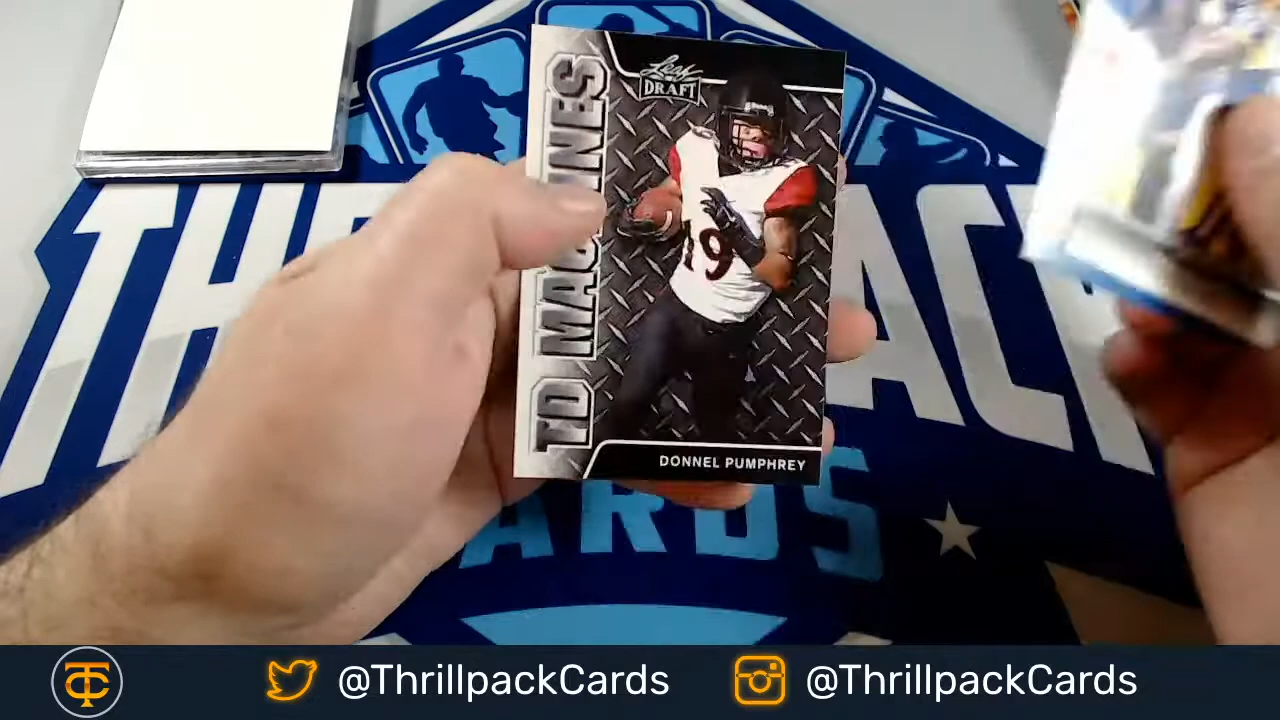 Leaf
DRAFT
TD MACHINES
19
DONNEL PUMPHREY
@ThrillpackCards
@ThrillpackCards